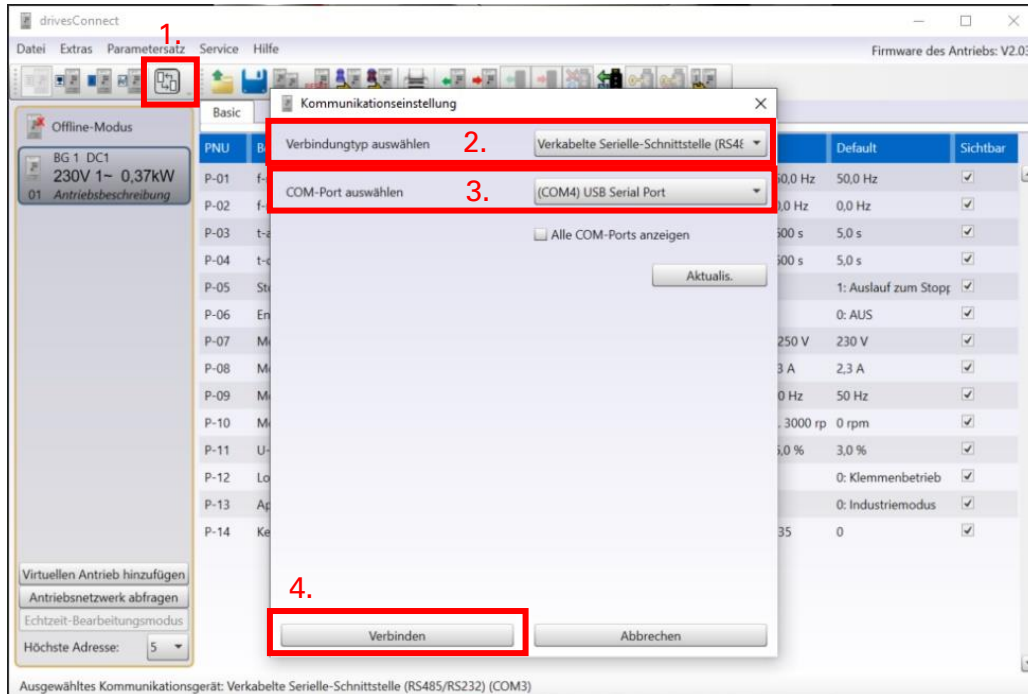 drivesConnect
1.
Datei Extras Parametersatz Service Hilfe
Firmware des Antriebs: V2.03
Offline-Modus
BG 1 DC1
230V 1~ 0,37kW
01 Antriebsbeschreibung
Virtuellen Antrieb hinzufügen
Antriebsnetzwerk abfragen
Echtzeit-Bearbeitungsmodus
Höchste Adresse: 5
Basic
PNU Default Sichtbar
P-01 50,0 Hz 50,0 Hz
P-02 0,0 Hz 0,0 Hz
P-03 5,0 s
P-04 5,0 s
P-05 1: Auslauf zum Stopp
P-06 0: AUS
P-07 250 V 230 V
P-08 3 A 2,3 A
P-09 0 Hz 50 Hz
P-10 3000 rp 0 rpm
P-11 5,0 % 3,0 %
P-12 0: Klemmenbetrieb
P-13 0: Industriemodus
P-14 35 0
Kommunikationseinstellung
Verbindungtyp auswählen 2. Verkabelte Serielle-Schnittstelle (RS48
COM-Port auswählen 3. (COM4) USB Serial Port
Alle COM-Ports anzeigen
Aktualis.
4.
Verbinden Abbrechen
Ausgewähltes Kommunikationsgerät: Verkabelte Serielle-Schnittstelle (RS485/RS232) (COM3)